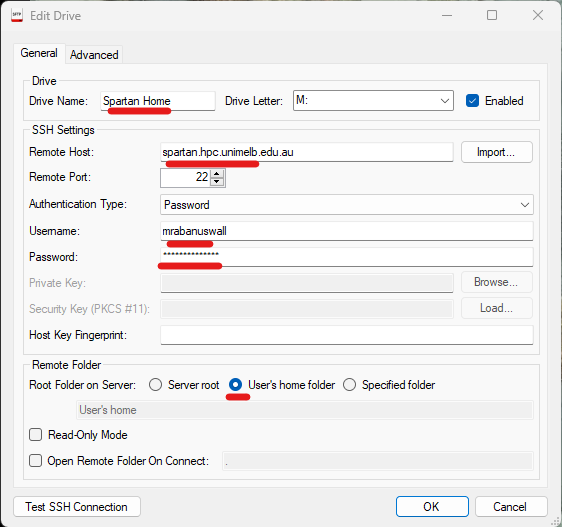 SFTP Edit Drive
General Advanced
Drive
Drive Name: Spartan Home Drive Letter: M: Enabled
SSH Settings
Remote Host: spartan.hpc.unimelb.edu.au Import...
Remote Port: 22
Authentication Type: Password
Username: mrabanuswall
Password: **************
Private Key: Browse...
Security Key (PKCS #11): Load...
Host Key Fingerprint:
Remote Folder
Root Folder on Server: Server root User's home folder Specified folder
User's home
Read-Only Mode
Open Remote Folder On Connect: .
Test SSH Connection OK Cancel